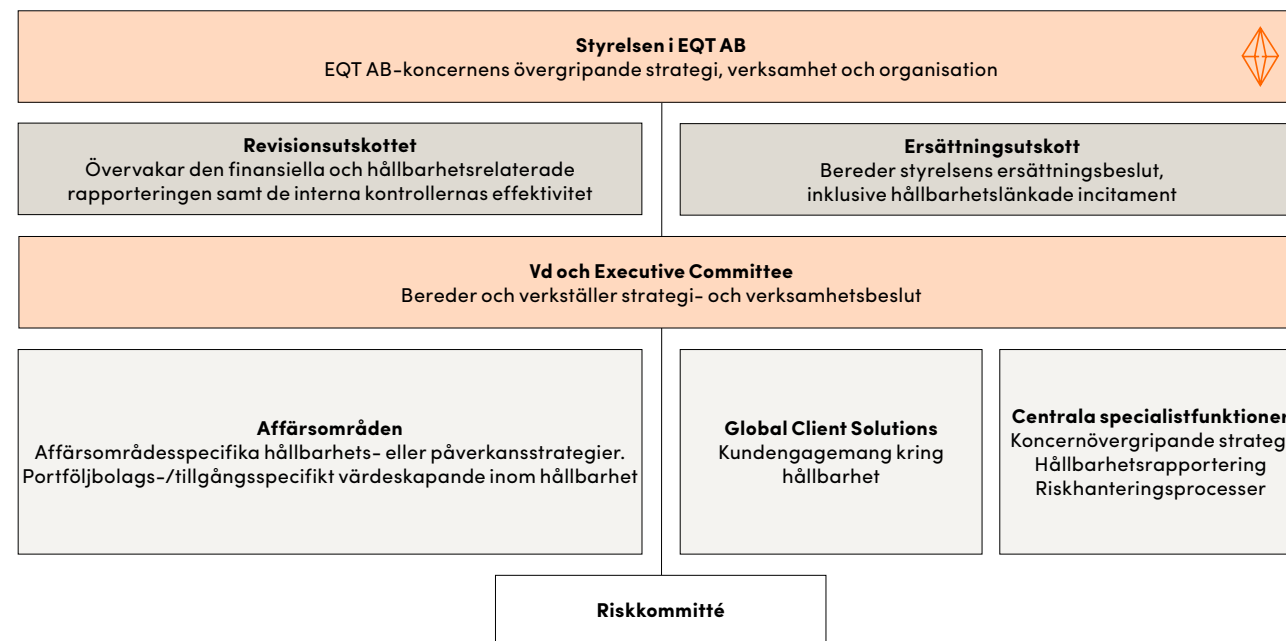 Styrelsen i EQT AB
EQT AB-koncernens övergripande strategi, verksamhet och organisation
Revisionsutskottet
Övervakar den finansiella och hållbarhetsrelaterade
rapporteringen samt de interna kontrollernas effektivitet
Ersättningsutskott
Bereder styrelsens ersättningsbeslut,
inklusive hållbarhetslänkade incitament
Vd och Executive Committee
Bereder och verkställer strategi- och verksamhetsbeslut
Affärsområden
Affärsområdesspecifika hållbarhets- eller påverkansstrategier.
Portföljbolags-/tillgångsspecifikt värdeskapande inom hållbarhet
Global Client Solutions
Kundengagemang kring
hållbarhet
Centrala specialistfunktioner
Koncernövergripande strateg
Hållbarhetsrapportering
Riskhanteringsprocesser
Riskkommitté